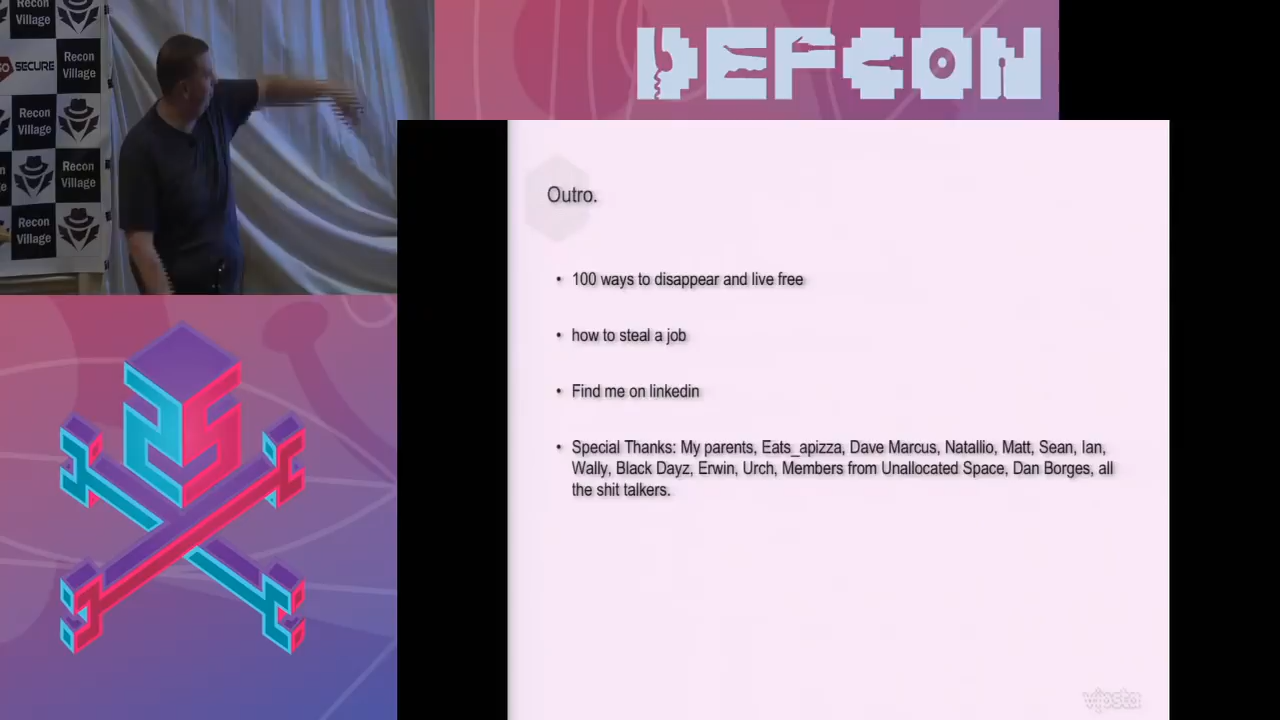 Recon
Village
SECURE
Recon
Village
Recon
Village
Recon
Village
Recon
Village
DEFCON
25
Outro.
• 100 ways to disappear and live free
• how to steal a job
• Find me on linkedin
• Special Thanks: My parents, Eats_apizza, Dave Marcus, Natallio, Matt, Sean, Ian,
Wally, Black Dayz, Erwin, Urch, Members from Unallocated Space, Dan Borges, all
the shit talkers.